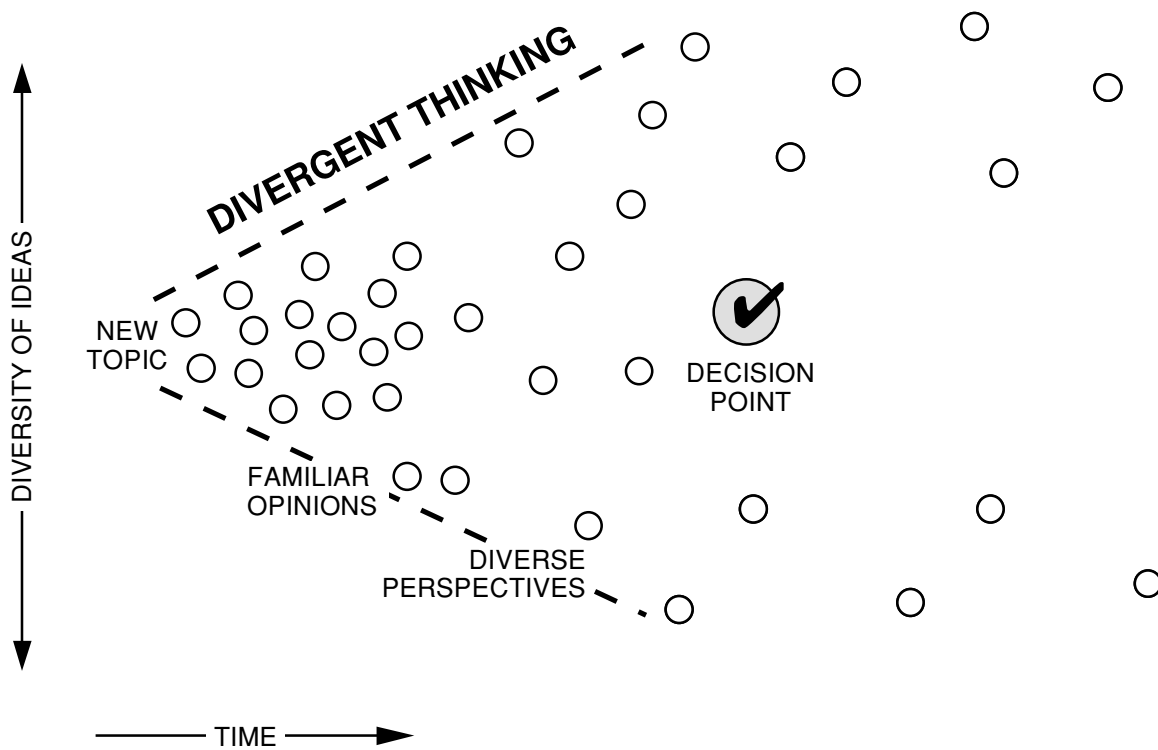 DIVERGENT THINKING
DIVERSITY OF IDEAS
NEW
TOPIC
DECISION
POINT
FAMILIAR
OPINIONS
DIVERSE
PERSPECTIVES
TIME